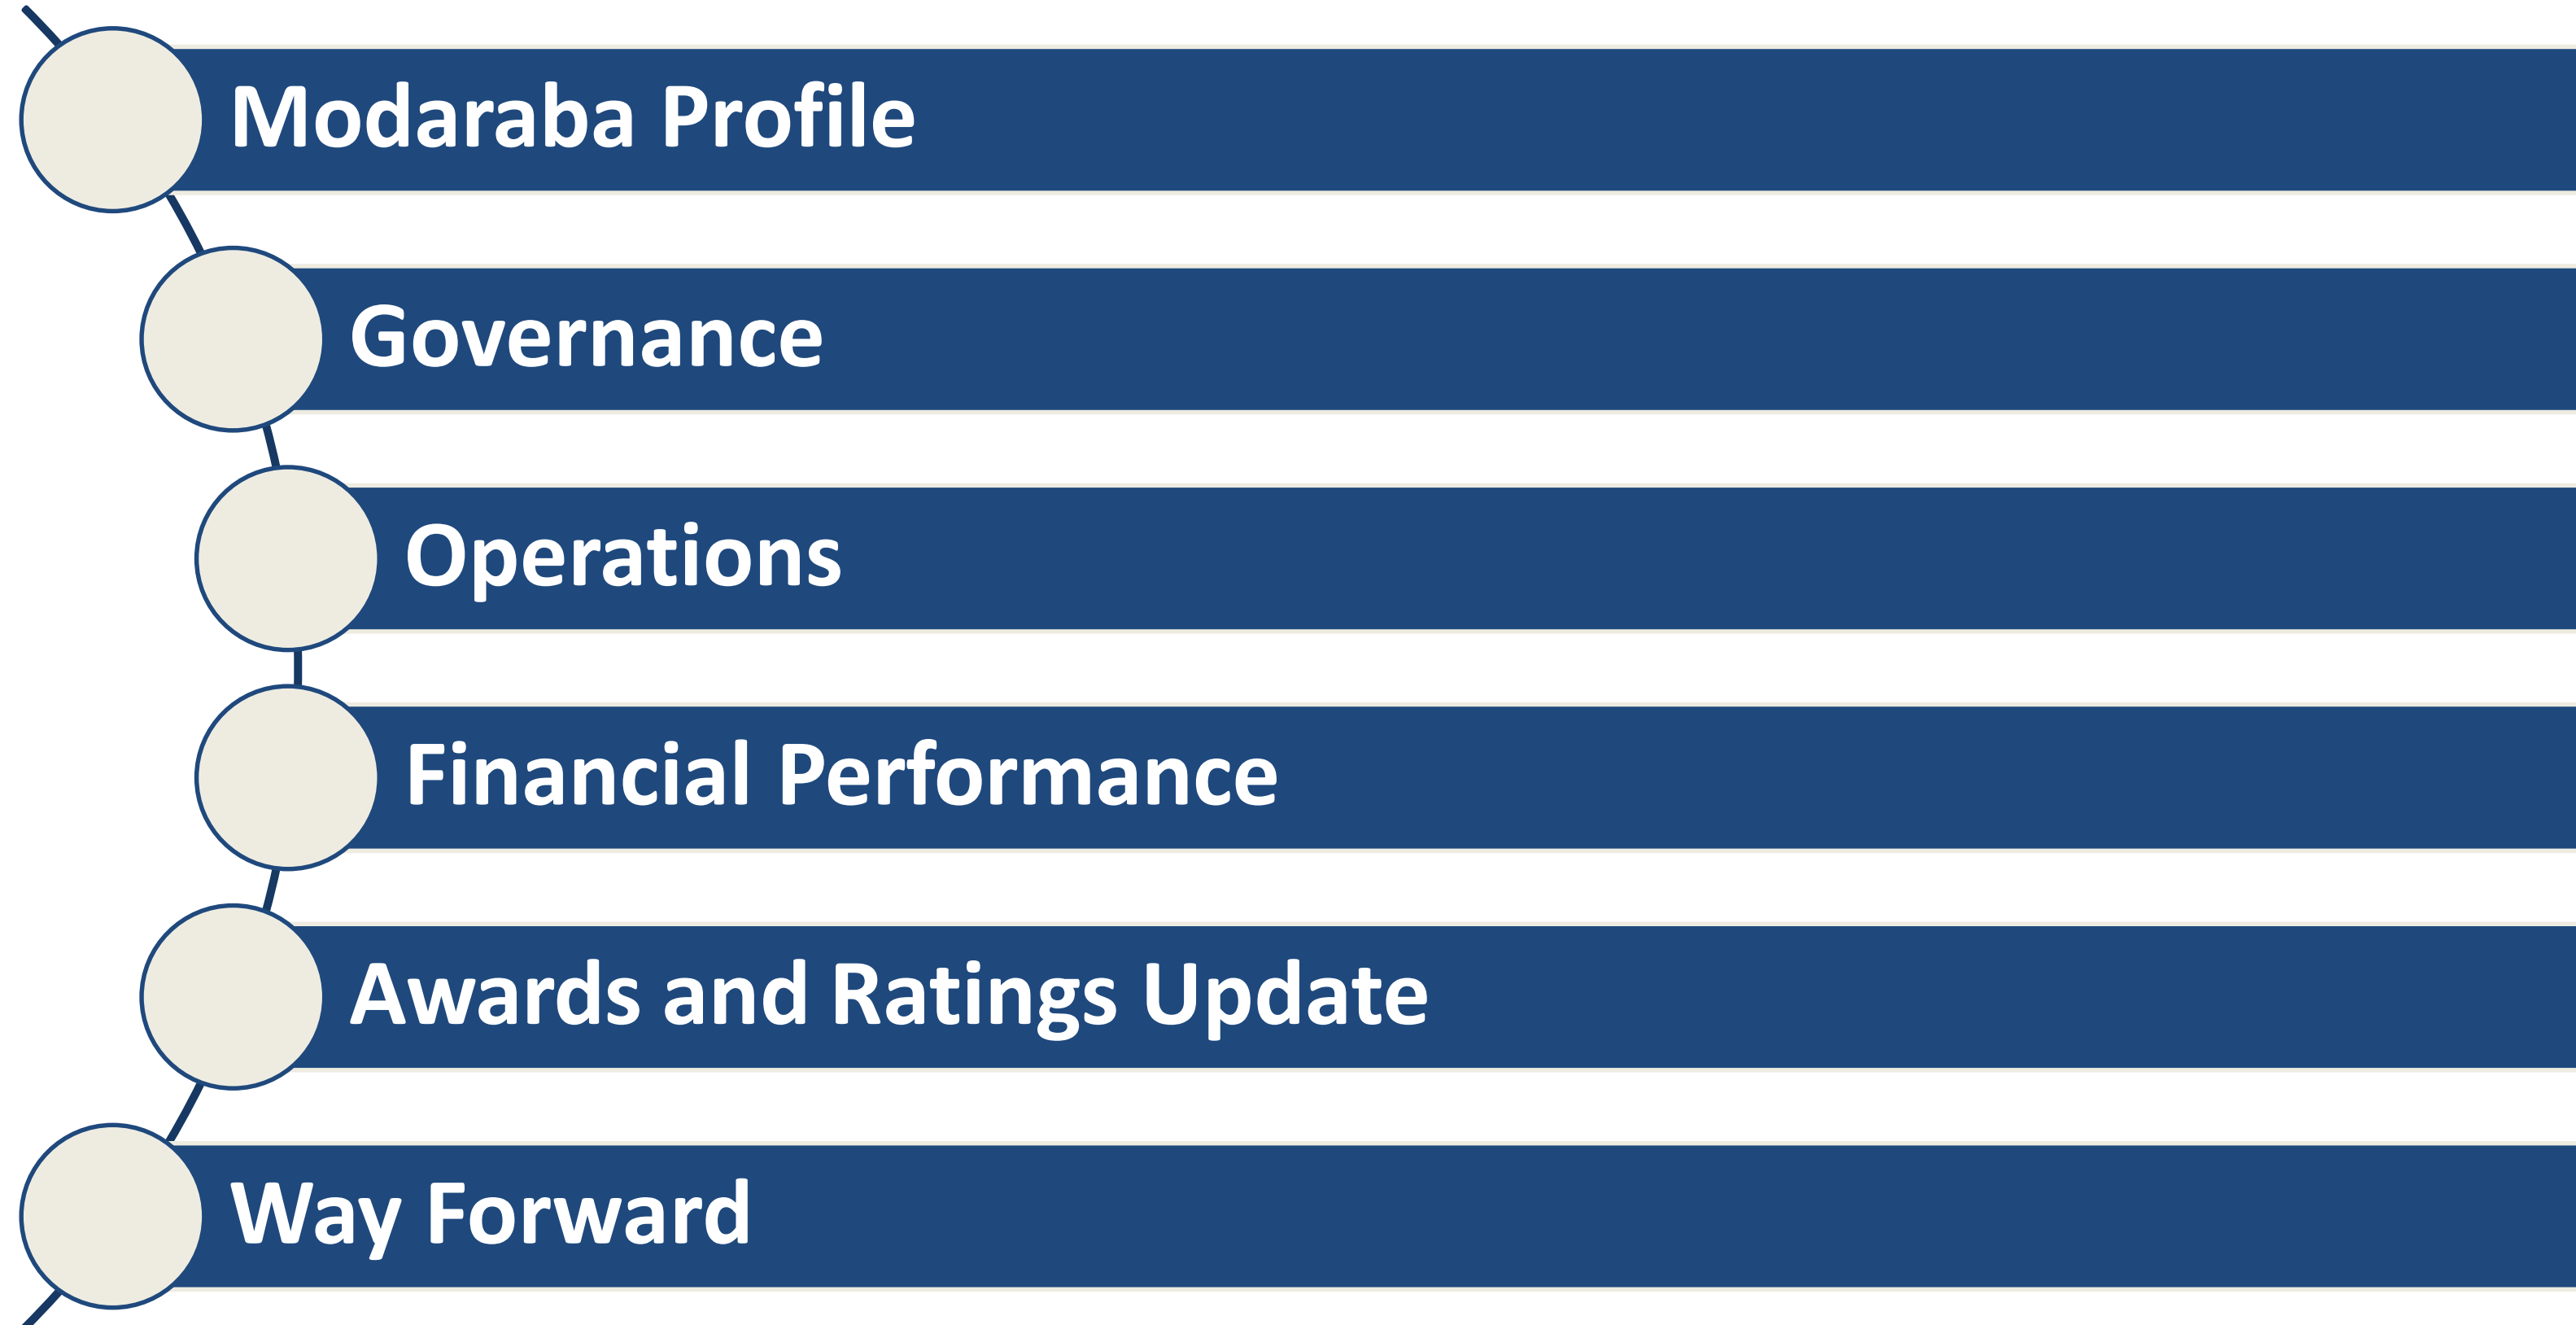 Modaraba Profile
Governance
Operations
Financial Performance
Awards and Ratings Update
Way Forward